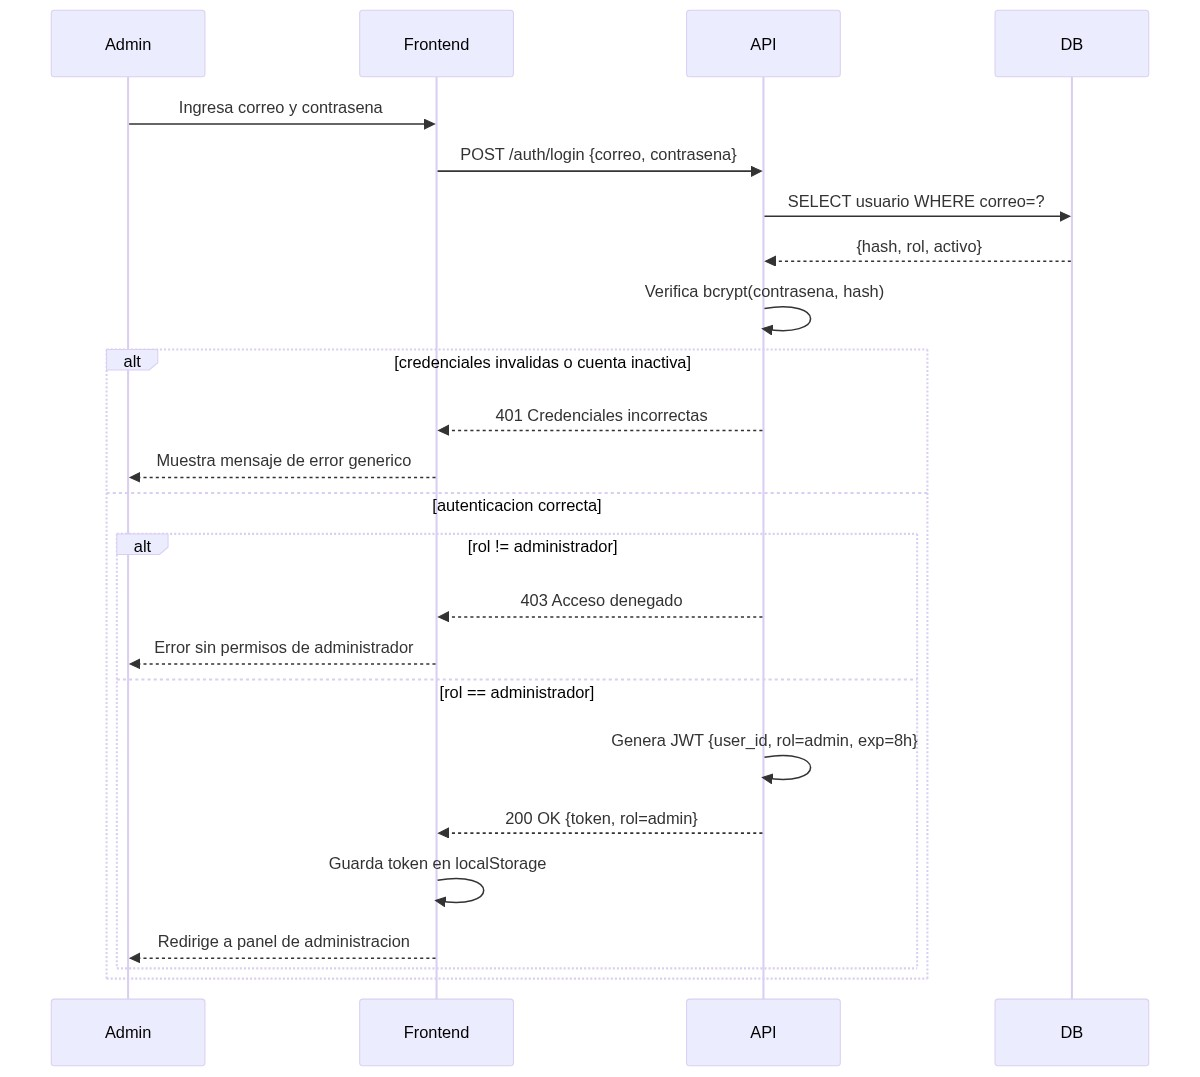 Admin
Frontend
API
DB
Ingresa correo y contrasena
POST /auth/login {correo, contrasena}
SELECT usuario WHERE correo=?
{hash, rol, activo}
Verifica bcrypt(contrasena, hash)
alt
[credenciales invalidas o cuenta inactiva]
401 Credenciales incorrectas
Muestra mensaje de error generico
[autenticacion correcta]
alt
[rol != administrador]
403 Acceso denegado
Error sin permisos de administrador
[rol == administrador]
Genera JWT {user_id, rol=admin, exp=8h}
200 OK {token, rol=admin}
Guarda token en localStorage
Redirige a panel de administracion
Admin
Frontend
API
DB